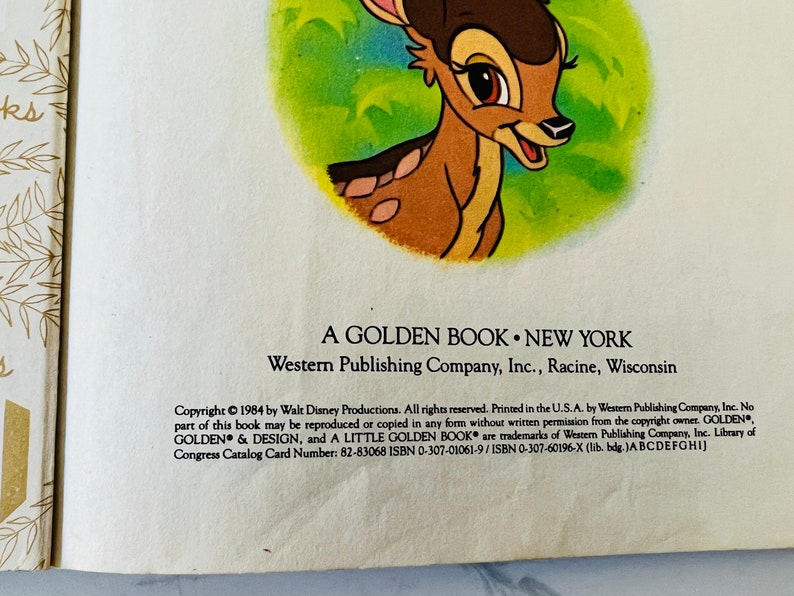 ks
s
A GOLDEN BOOK • NEW YORK
Western Publishing Company, Inc., Racine, Wisconsin
Copyright © 1984 by Walt Disney Productions. All rights reserved. Printed in the U.S.A. by Western Publishing Company, Inc. No
part of this book may be reproduced or copied in any form without written permission from the copyright owner. GOLDEN®,
GOLDEN® & DESIGN, and A LITTLE GOLDEN BOOK® are trademarks of Western Publishing Company, Inc. Library of
Congress Catalog Card Number: 82-83068 ISBN 0-307-01061-9 / ISBN 0-307-60196-X (lib. bdg.) A B C D E F G H I J